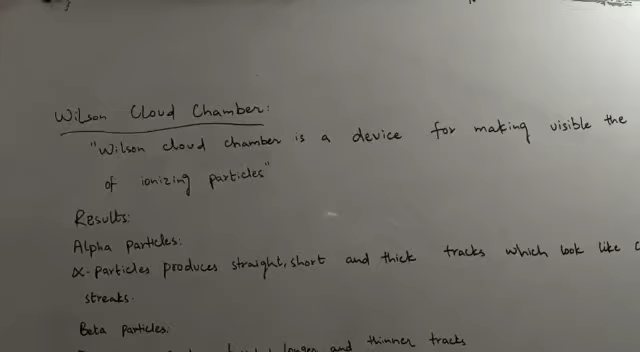 Wilson Cloud Chamber:
"Wilson cloud chamber is a device for making visible the
of ionizing particles"
Results:
Alpha particles:
α-particles produces straight, short and thick tracks which look like
streaks.
Beta particles:
longer and thinner tracks